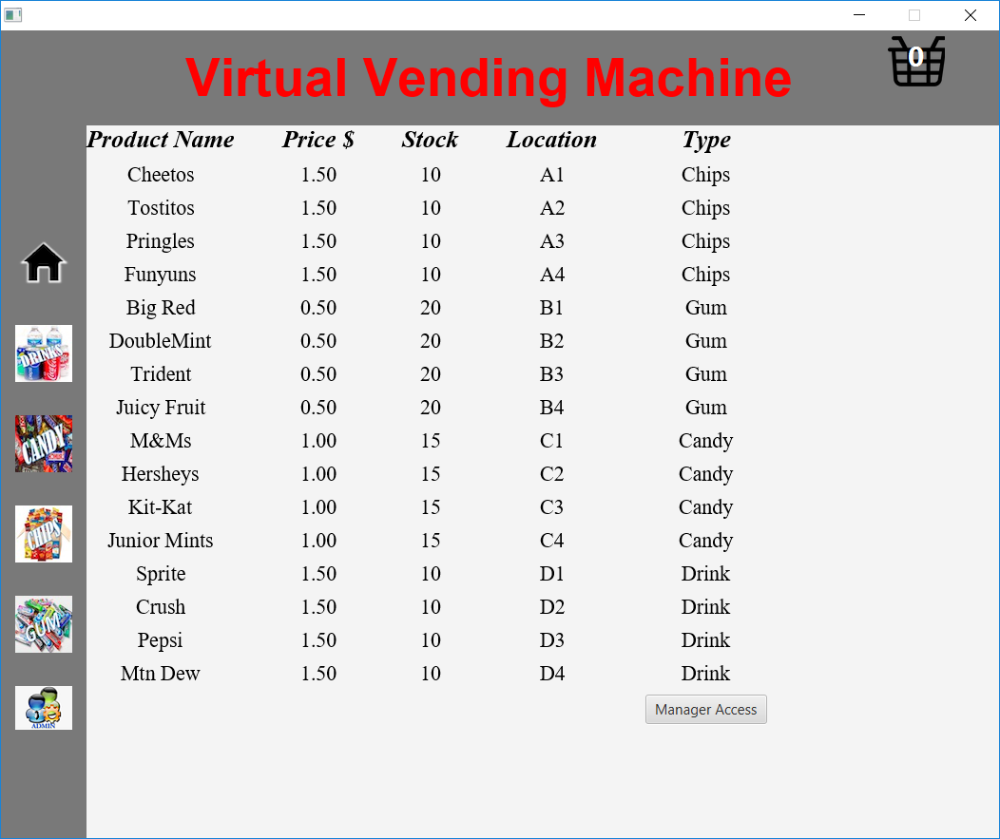 Virtual Vending Machine
0
Product Name Price $ Stock Location Type
Cheetos 1.50 10 A1 Chips
Tostitos 1.50 10 A2 Chips
Pringles 1.50 10 A3 Chips
Funyuns 1.50 10 A4 Chips
Big Red 0.50 20 B1 Gum
DoubleMint 0.50 20 B2 Gum
Trident 0.50 20 B3 Gum
Juicy Fruit 0.50 20 B4 Gum
M&Ms 1.00 15 C1 Candy
Hersheys 1.00 15 C2 Candy
Kit-Kat 1.00 15 C3 Candy
Junior Mints 1.00 15 C4 Candy
Sprite 1.50 10 D1 Drink
Crush 1.50 10 D2 Drink
Pepsi 1.50 10 D3 Drink
Mtn Dew 1.50 10 D4 Drink
Manager Access
DRINKS
CANDY
CHIPS
GUM
ADMIN